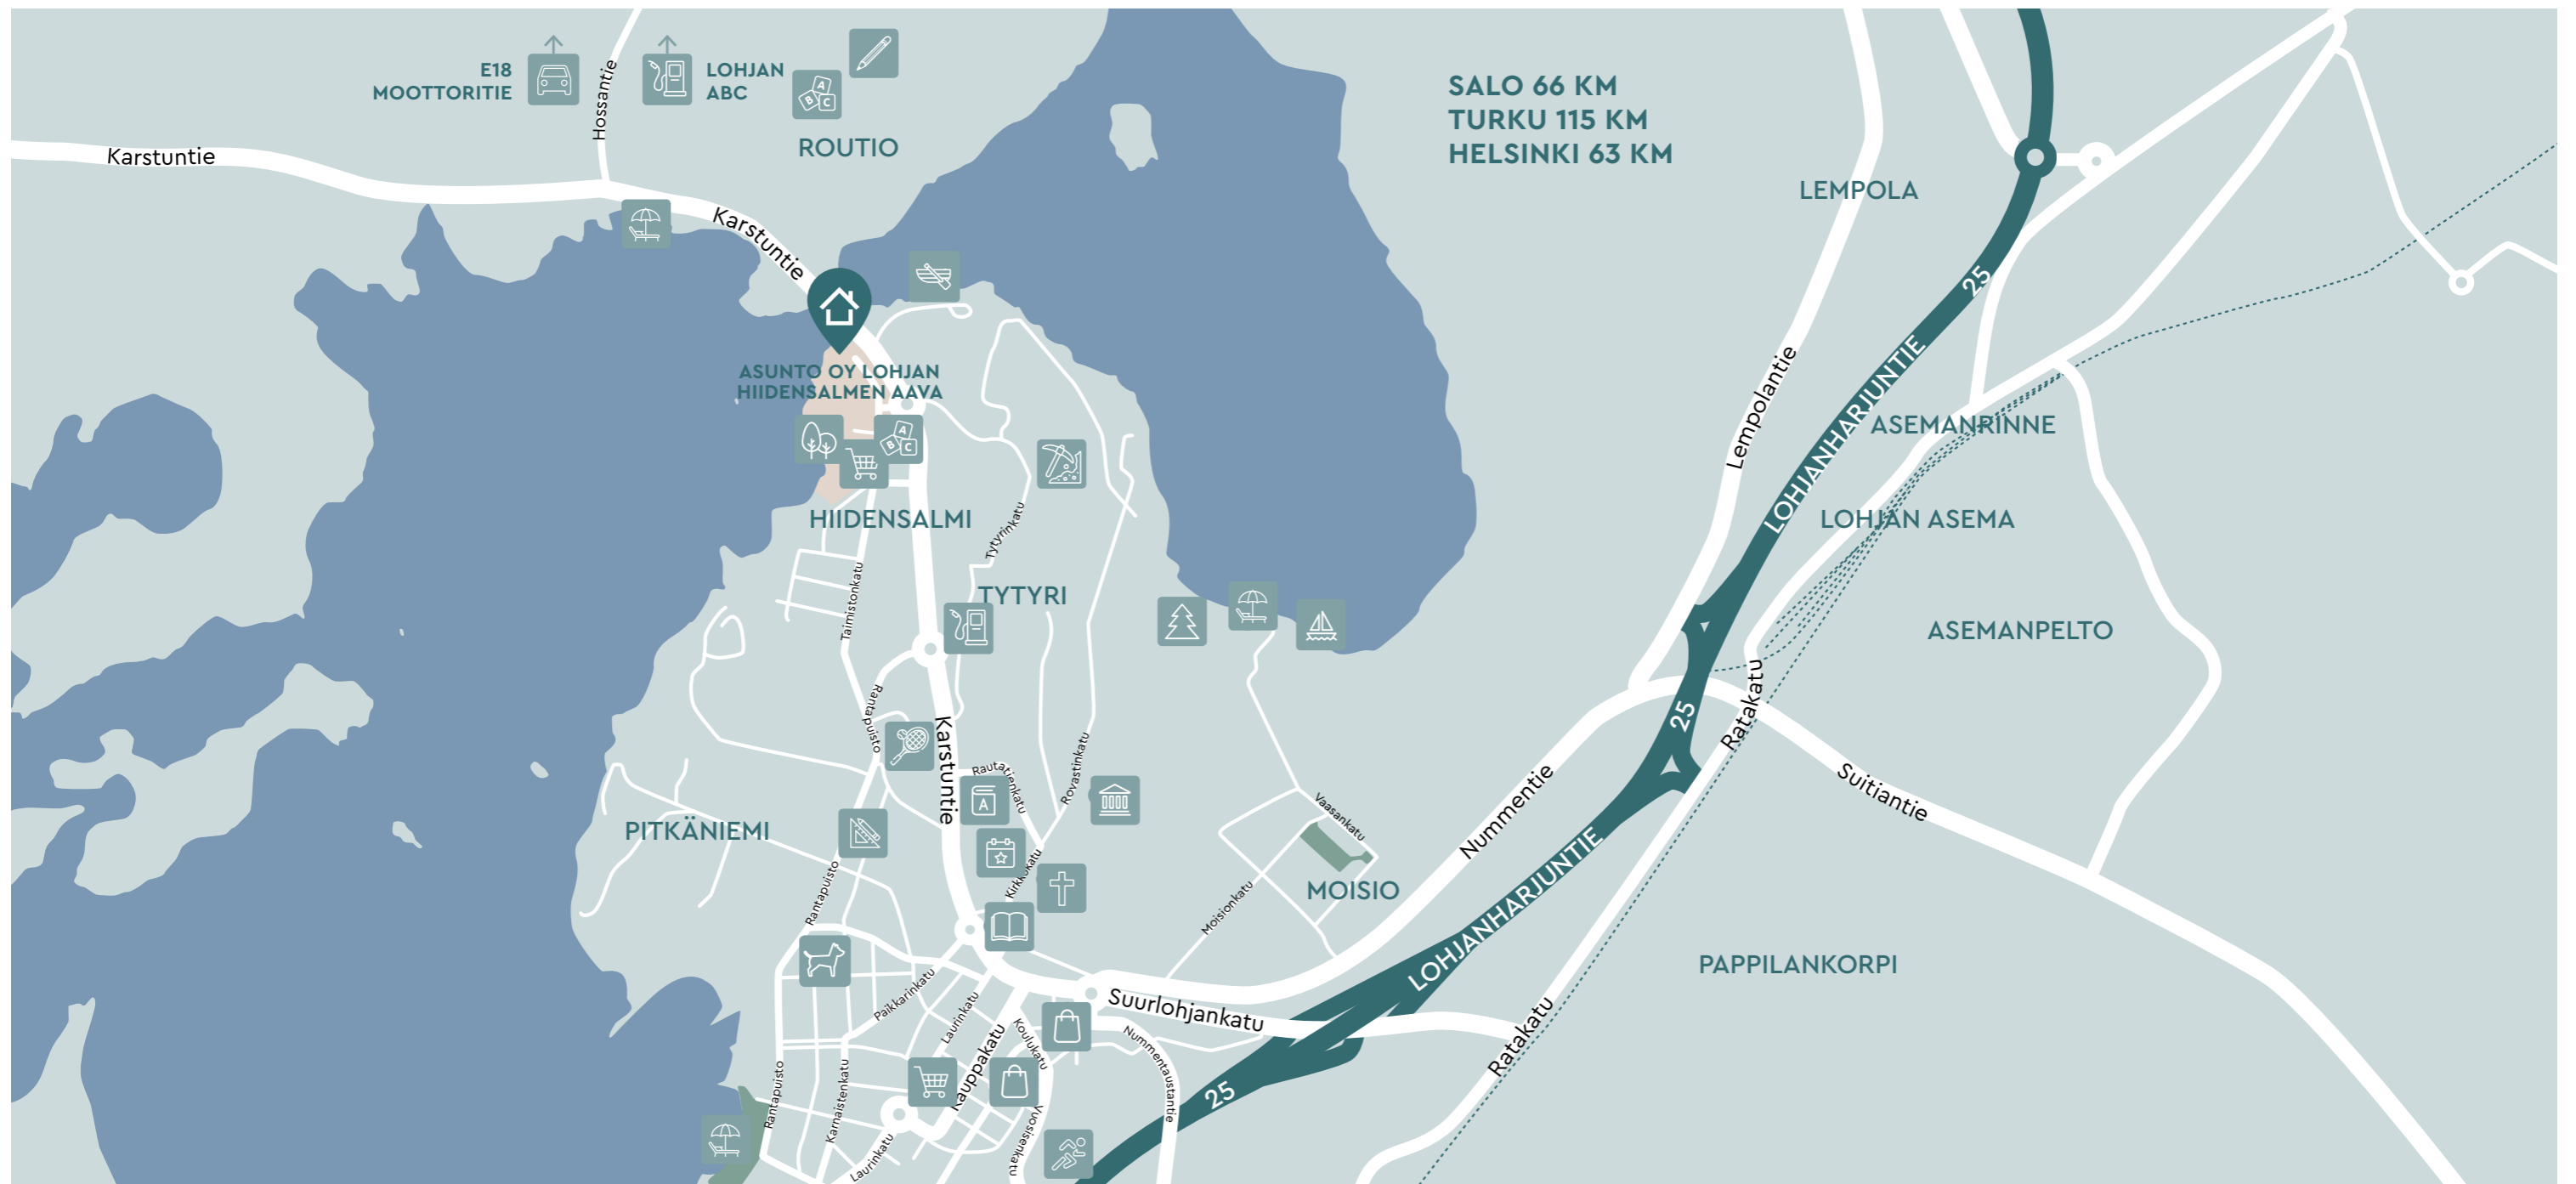 E18
MOOTTORITIE
Hossantie
LOHJAN
ABC
A
B C
ROUTIO
Karstuntie
Karstuntie
SALO 66 KM
TURKU 115 KM
HELSINKI 63 KM
LEMPOLA
25
ASUNTO OY LOHJAN
HIIDENSALMEN AAVA
A
B C
HIIDENSALMI
Tytyrinkatu
TYTYRI
Taimistonkatu
Lempolantie
LOHJANHARJUNTIE
ASEMANRINNE
LOHJAN ASEMA
ASEMANPELTO
Rantapuisto
Karstuntie
Rautatienkatu
A
Rovastinkatu
25
Ratakatu
Suitiantie
Nummentie
Vaasankatu
PITKÄNIEMI
Rantapuisto
Kirkkokatu
Moisionkatu
MOISIO
LOHJANHARJUNTIE
PAPPILANKORPI
Paikkarinkatu
Laurinkatu
Kauppakatu
Koulukatu
Suurlohjankatu
Nummentaustantie
Ratakatu
25
Rantapuisto
Karnaistenkatu
Laurinkatu
Vuosisenkatu